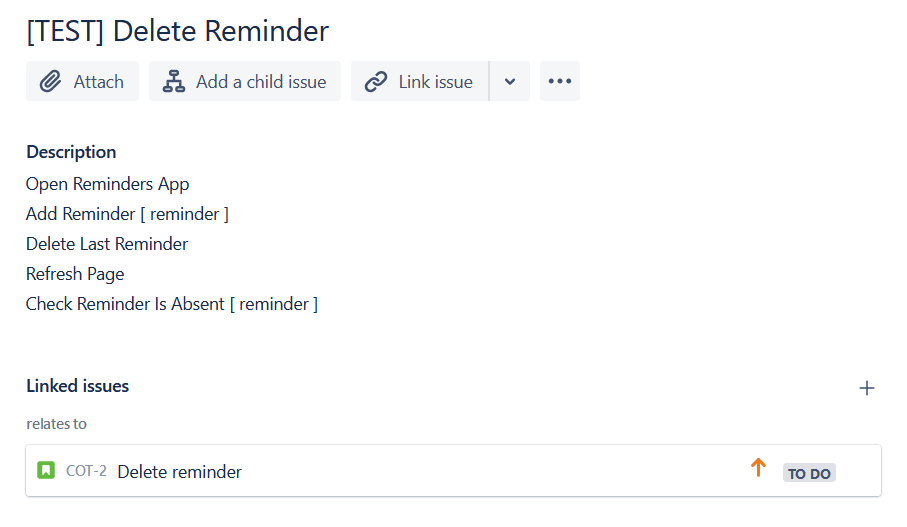 [TEST] Delete Reminder
Attach
Add a child issue
Link issue
Description
Open Reminders App
Add Reminder [ reminder ]
Delete Last Reminder
Refresh Page
Check Reminder Is Absent [ reminder ]
Linked issues
relates to
COT-2 Delete reminder TO DO